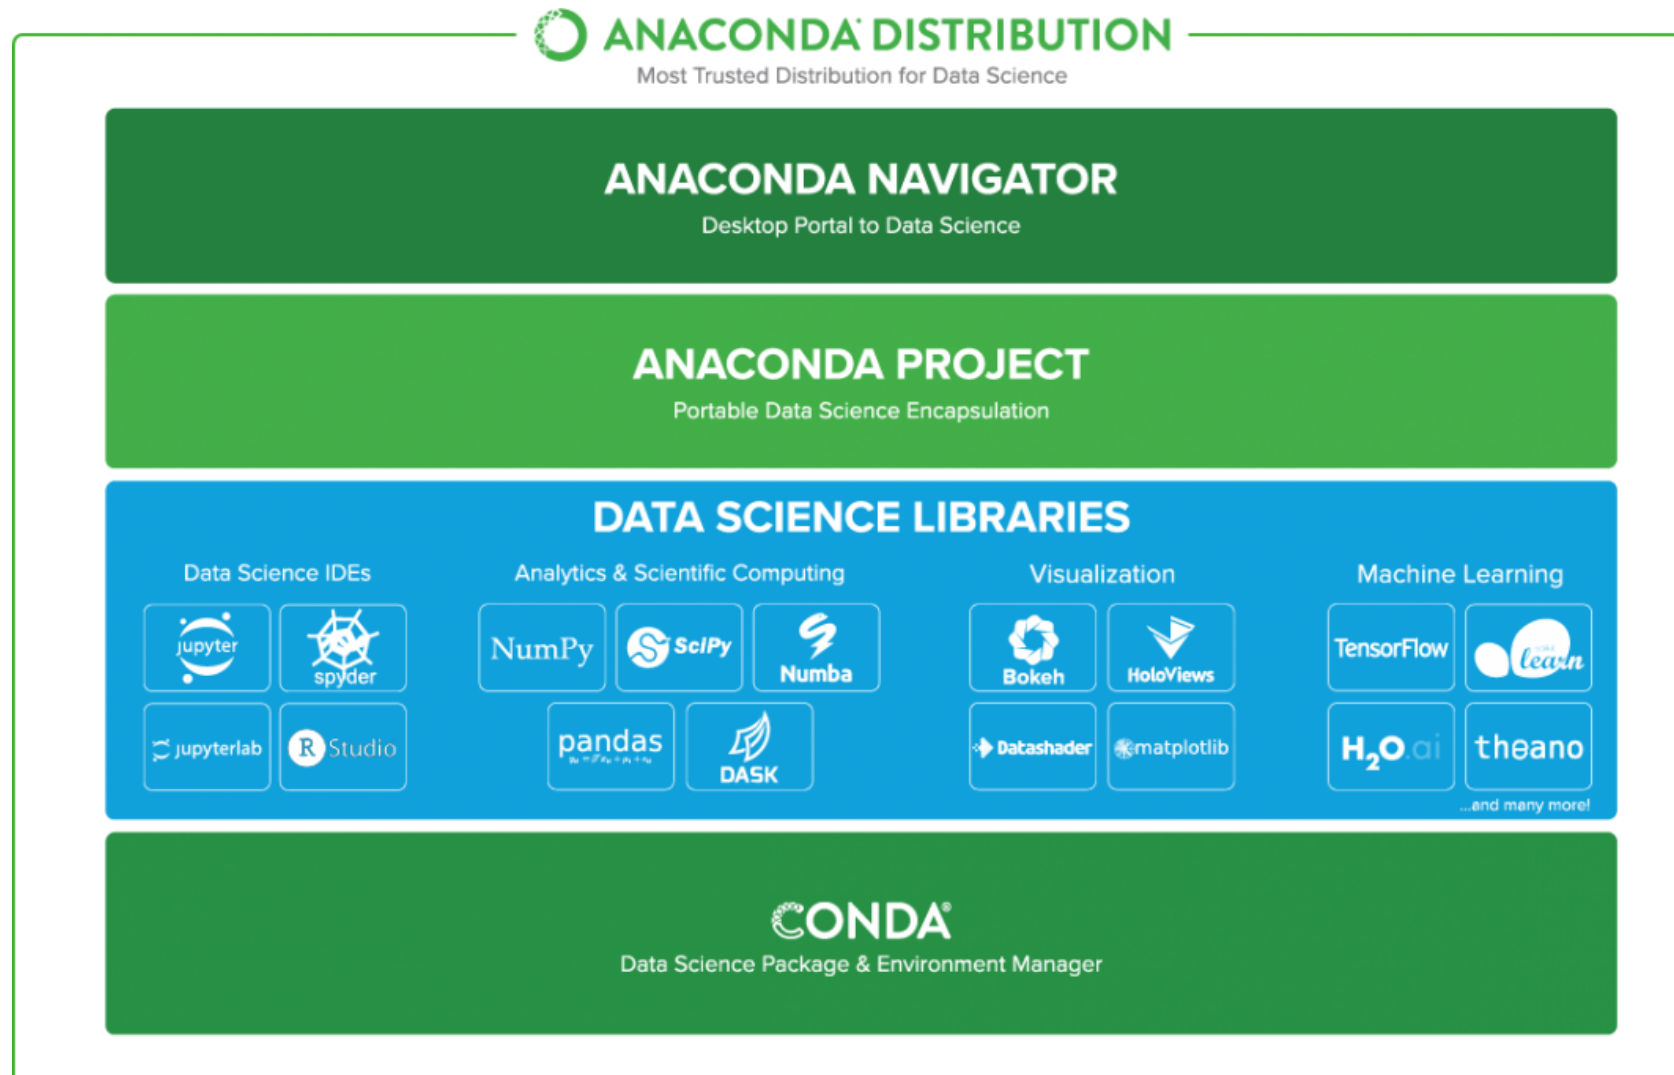 ANACONDA DISTRIBUTION
Most Trusted Distribution for Data Science
ANACONDA NAVIGATOR
Desktop Portal to Data Science
ANACONDA PROJECT
Portable Data Science Encapsulation
DATA SCIENCE LIBRARIES
Data Science IDEs
jupyter
spyder
jupyterlab
R Studio
Analytics & Scientific Computing
NumPy
SciPy
Numba
pandas
DASK
Visualization
Bokeh
HoloViews
Datashader
matplotlib
Machine Learning
TensorFlow
learn
H₂O.ai
theano
...and many more!
CONDA®
Data Science Package & Environment Manager